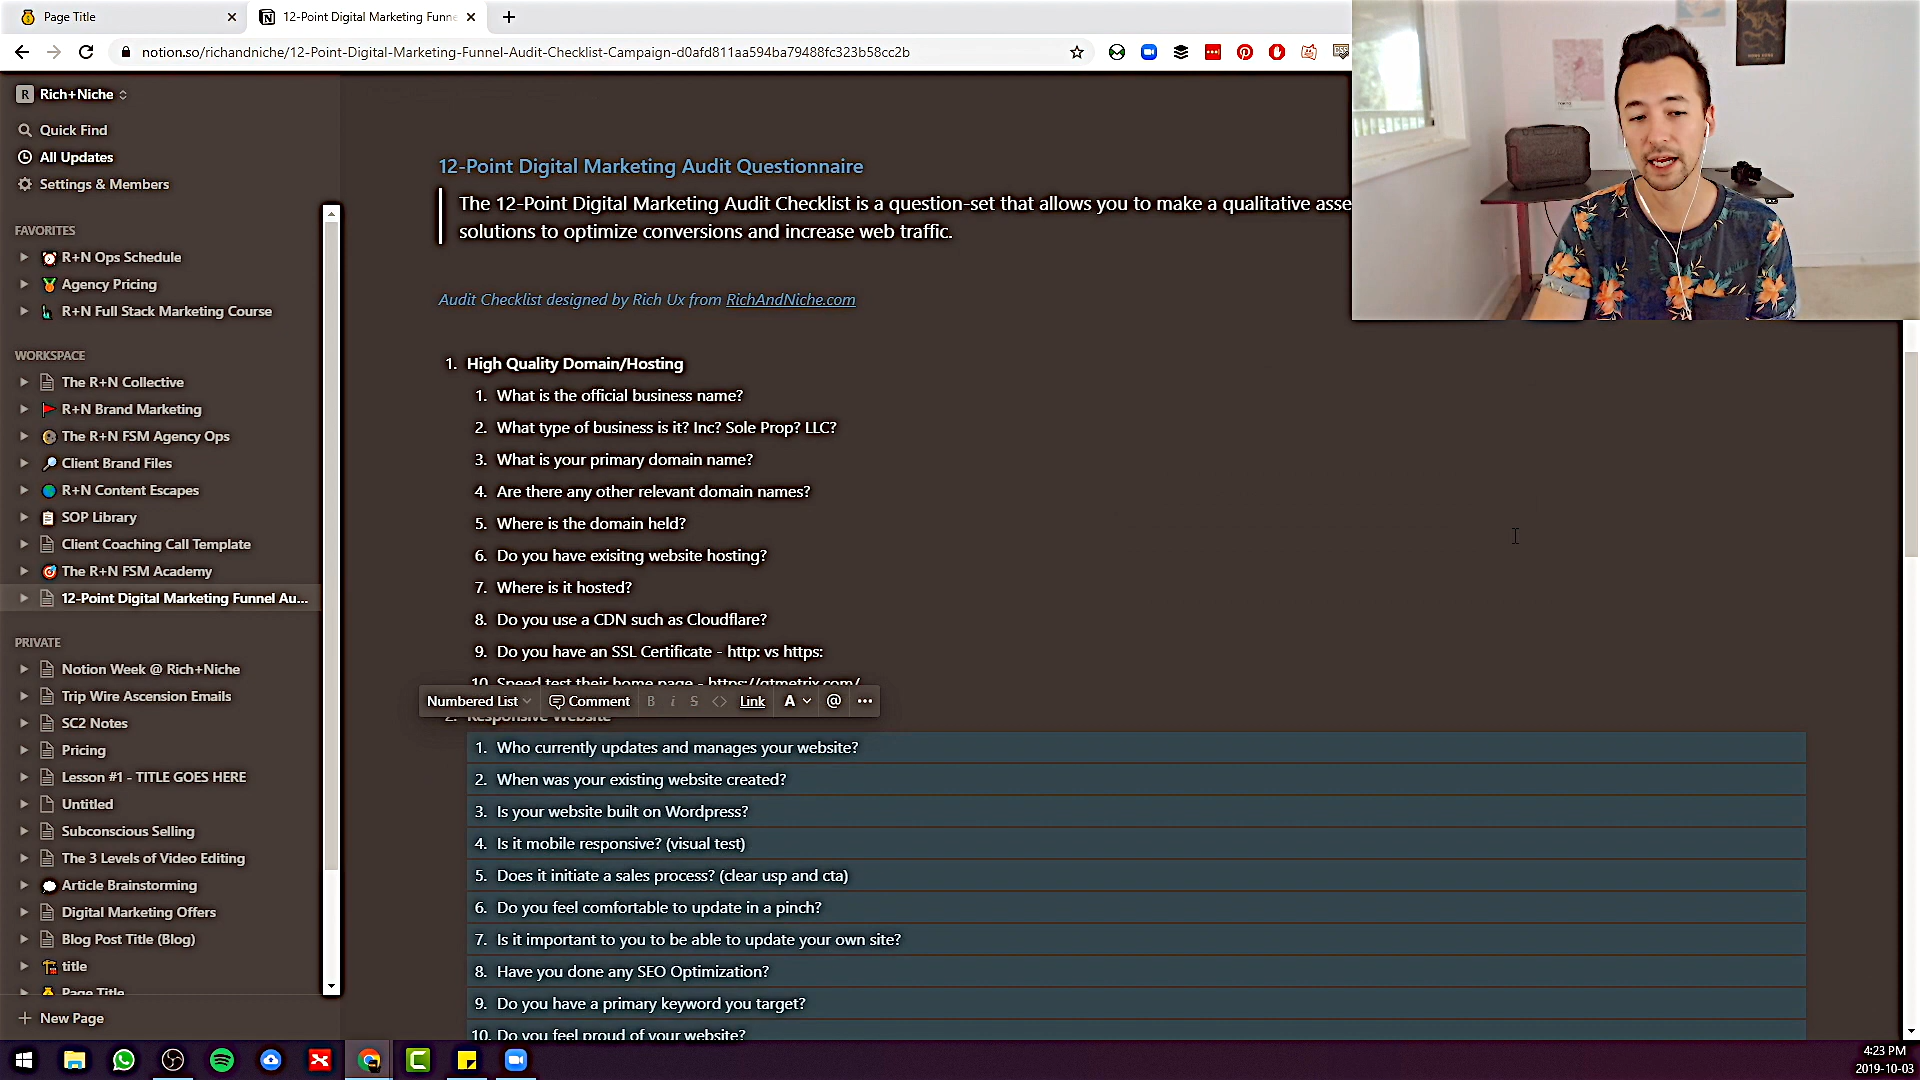 Page Title
12-Point Digital Marketing Funne
notion.so/richandniche/12-Point-Digital-Marketing-Funnel-Audit-Checklist-Campaign-d0afd811aa594ba79488fc323b58cc2b
R Rich+Niche
Quick Find
All Updates
Settings & Members
FAVORITES
R+N Ops Schedule
Agency Pricing
R+N Full Stack Marketing Course
WORKSPACE
The R+N Collective
R+N Brand Marketing
The R+N FSM Agency Ops
Client Brand Files
R+N Content Escapes
SOP Library
Client Coaching Call Template
The R+N FSM Academy
12-Point Digital Marketing Funnel Au...
PRIVATE
Notion Week @ Rich+Niche
Trip Wire Ascension Emails
SC2 Notes
Pricing
Lesson #1 - TITLE GOES HERE
Untitled
Subconscious Selling
The 3 Levels of Video Editing
Article Brainstorming
Digital Marketing Offers
Blog Post Title (Blog)
title
Page Title
New Page
12-Point Digital Marketing Audit Questionnaire
The 12-Point Digital Marketing Audit Checklist is a question-set that allows you to make a qualitative asse
solutions to optimize conversions and increase web traffic.
Audit Checklist designed by Rich Ux from RichAndNiche.com
1. High Quality Domain/Hosting
1. What is the official business name?
2. What type of business is it? Inc? Sole Prop? LLC?
3. What is your primary domain name?
4. Are there any other relevant domain names?
5. Where is the domain held?
6. Do you have exisitng website hosting?
7. Where is it hosted?
8. Do you use a CDN such as Cloudflare?
9. Do you have an SSL Certificate - http: vs https:
10. Speed test their home page - https://gtmetrix.com/
Numbered List Comment B i S <> Link A @ •••
2. Responsive Website
1. Who currently updates and manages your website?
2. When was your existing website created?
3. Is your website built on Wordpress?
4. Is it mobile responsive? (visual test)
5. Does it initiate a sales process? (clear usp and cta)
6. Do you feel comfortable to update in a pinch?
7. Is it important to you to be able to update your own site?
8. Have you done any SEO Optimization?
9. Do you have a primary keyword you target?
10. Do you feel proud of your website?
4:23 PM
2019-10-03